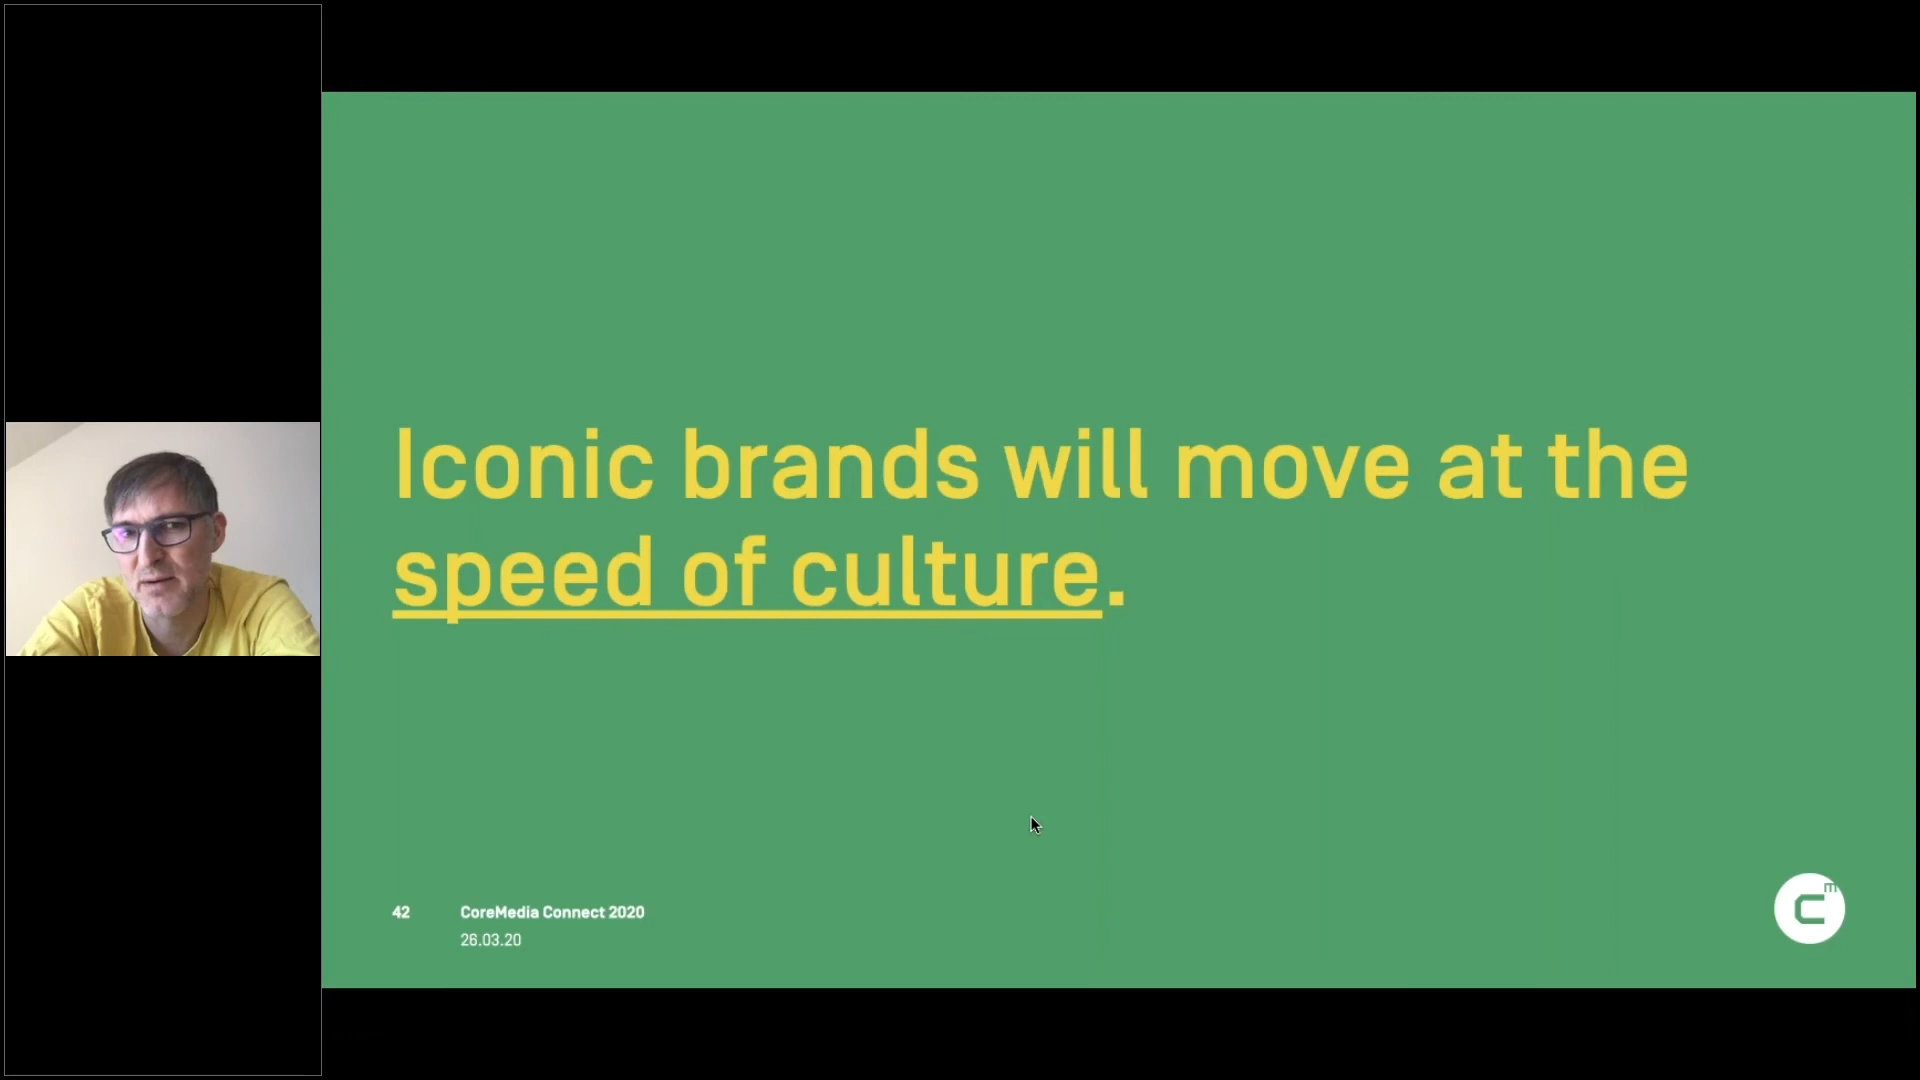 Iconic brands will move at the
speed of culture.
42 CoreMedia Connect 2020
26.03.20
C m